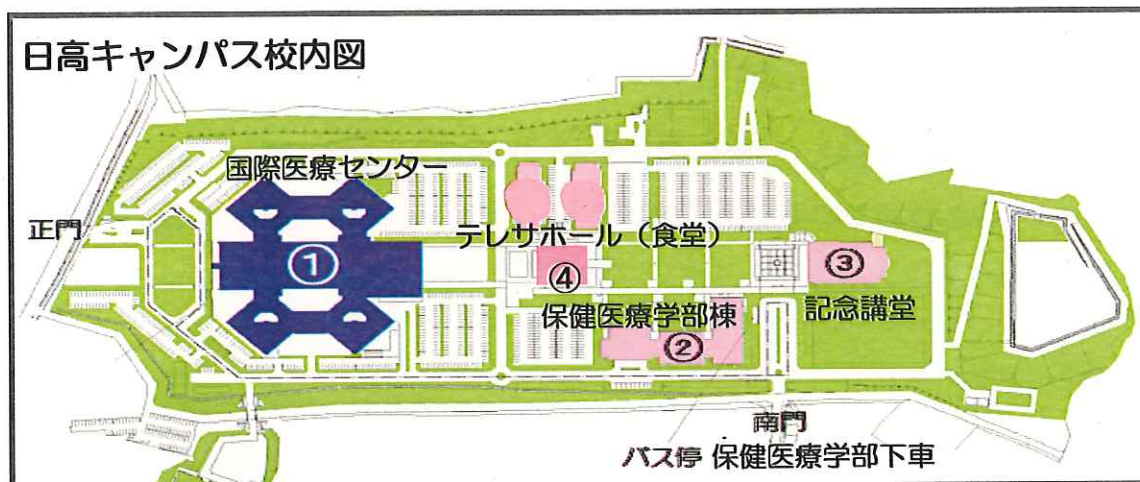 日高キャンパス校内図
国際医療センター
正門
テレサホール（食堂）
①
③
④
保健医療学部棟
記念講堂
②
南門
バス停 保健医療学部下車